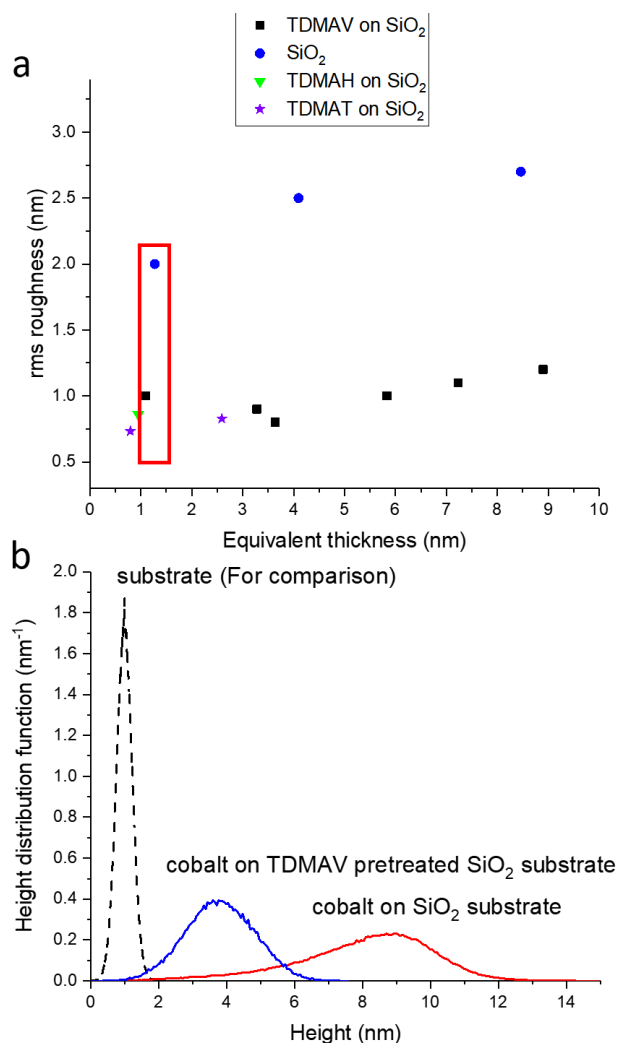 TDMAV on SiO₂
SiO₂
TDMAH on SiO₂
TDMAT on SiO₂
a
3.0
2.5
2.0
1.5
1.0
0.5
rms roughness (nm)
0 1 2 3 4 5 6 7 8 9 10
Equivalent thickness (nm)
b
2.0
1.8
1.6
1.4
1.2
1.0
0.8
0.6
0.4
0.2
0.0
Height distribution function (nm⁻¹)
substrate (For comparison)
cobalt on TDMAV pretreated SiO₂ substrate
cobalt on SiO₂ substrate
0 2 4 6 8 10 12 14
Height (nm)